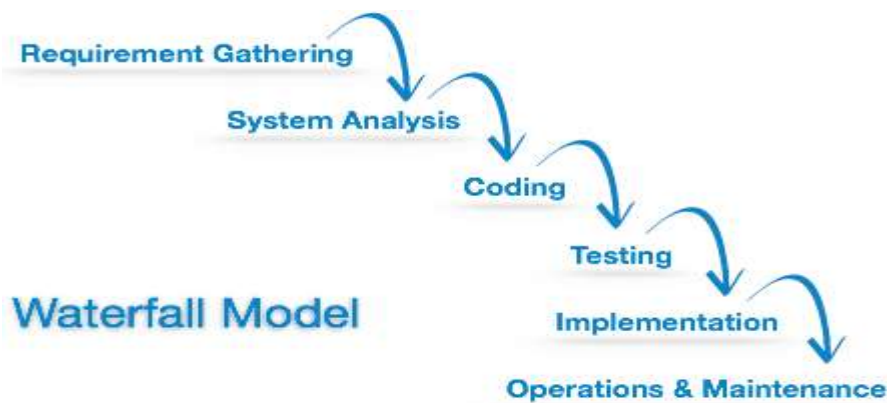 Requirement Gathering
System Analysis
Coding
Testing
Waterfall Model
Implementation
Operations & Maintenance